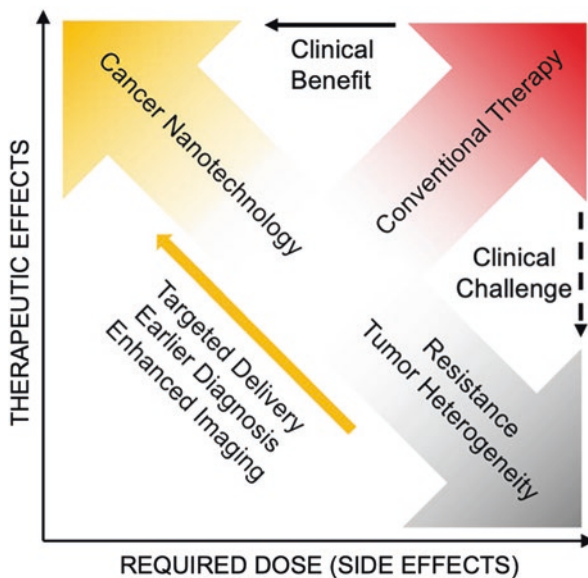 Clinical
Benefit
Cancer Nanotechnology
Conventional Therapy
Clinical
Challenge
Targeted Delivery
Earlier Diagnosis
Enhanced Imaging
Resistance
Tumor Heterogeneity
THERAPEUTIC EFFECTS
REQUIRED DOSE (SIDE EFFECTS)